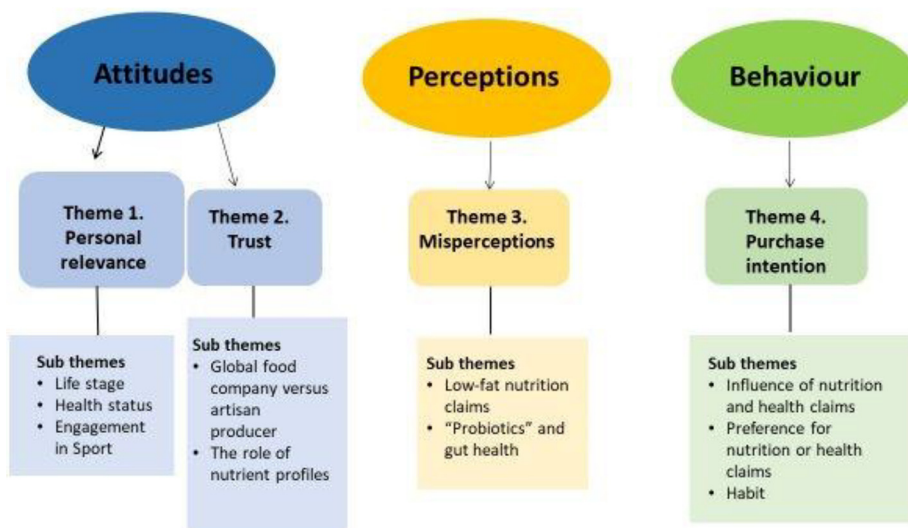 Attitudes
Perceptions
Behaviour
Theme 1.
Personal
relevance
Theme 2.
Trust
Theme 3.
Misperceptions
Theme 4.
Purchase
intention
Sub themes
• Life stage
• Health status
• Engagement
in Sport
Sub themes
• Global food
company versus
artisan
producer
• The role of
nutrient profiles
Sub themes
• Low-fat nutrition
claims
• “Probiotics” and
gut health
Sub themes
• Influence of nutrition
and health claims
• Preference for
nutrition or health
claims
• Habit